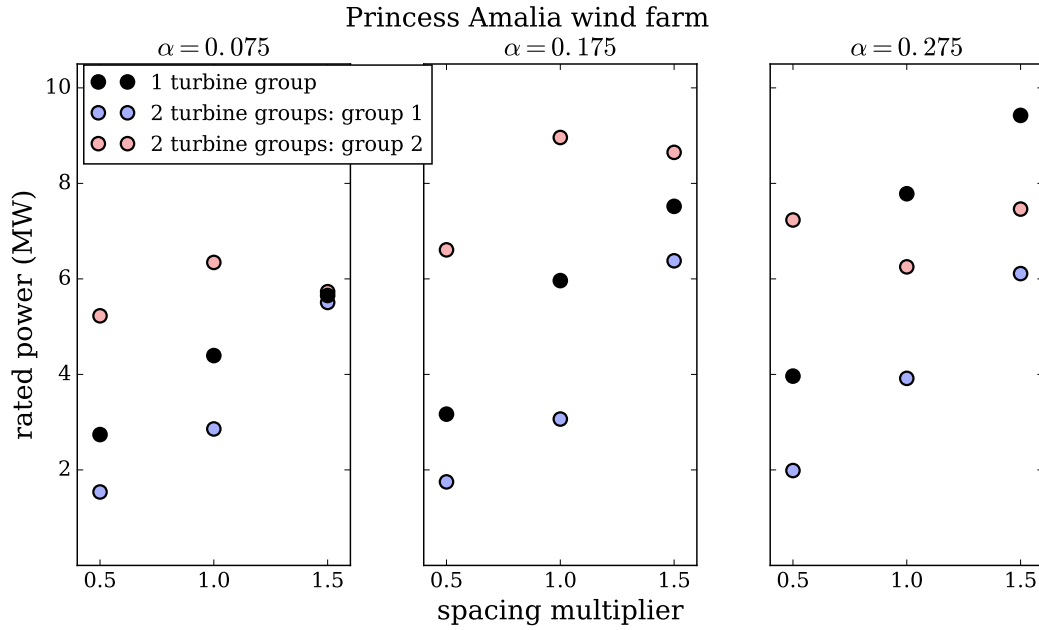 Princess Amalia wind farm
α = 0.075
α = 0.175
α = 0.275
1 turbine group
2 turbine groups: group 1
2 turbine groups: group 2
rated power (MW)
10
8
6
4
2
0.5 1.0 1.5
0.5 1.0 1.5
0.5 1.0 1.5
spacing multiplier